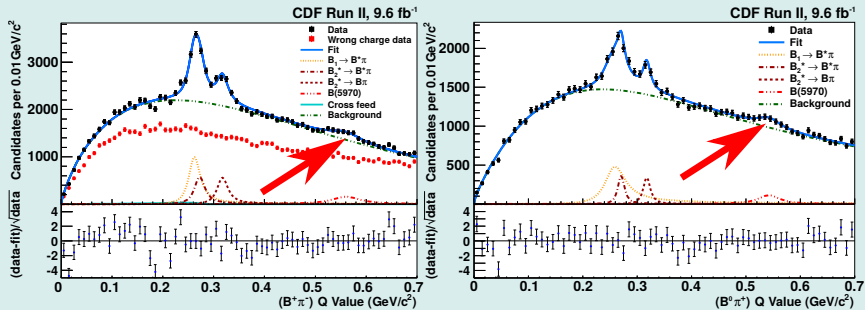 CDF Run II, 9.6 fb⁻¹
Candidates per 0.01GeV/c²
3000
2000
1000
Data
Wrong charge data
Fit
B₁→ B*π
B₂*→ B*π
B₂*→ Bπ
B(5970)
Cross feed
Background
(data-fit)/√data
4
2
0
-2
-4
0 0.1 0.2 0.3 0.4 0.5 0.6 0.7
(B⁺π⁻) Q Value (GeV/c²)
CDF Run II, 9.6 fb⁻¹
Candidates per 0.01GeV/c²
2000
1500
1000
500
Data
Fit
B₁→ B*π
B₂*→ B*π
B₂*→ Bπ
B(5970)
Background
(data-fit)/√data
4
2
0
-2
-4
0 0.1 0.2 0.3 0.4 0.5 0.6 0.7
(B⁰π⁺) Q Value (GeV/c²)